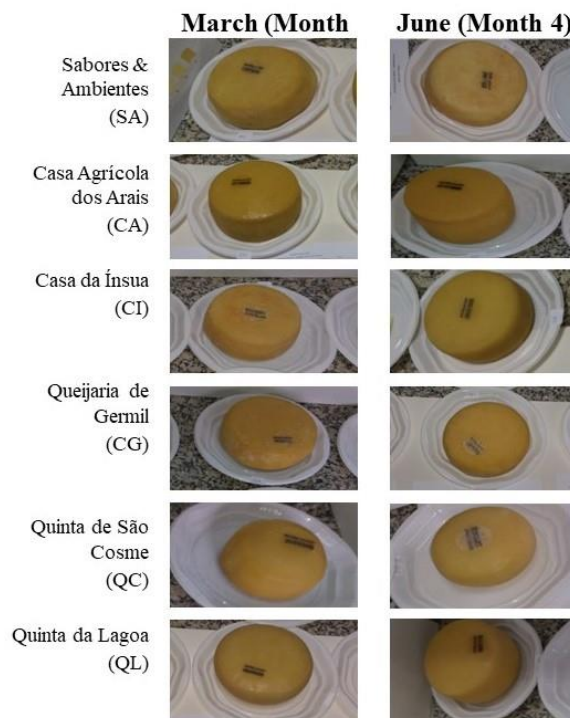 March (Month
June (Month 4)
Sabores &
Ambientes
(SA)
Casa Agrícola
dos Arais
(CA)
Casa da Ínsua
(CI)
Queijaria de
Germil
(CG)
Quinta de São
Cosme
(QC)
Quinta da Lagoa
(QL)